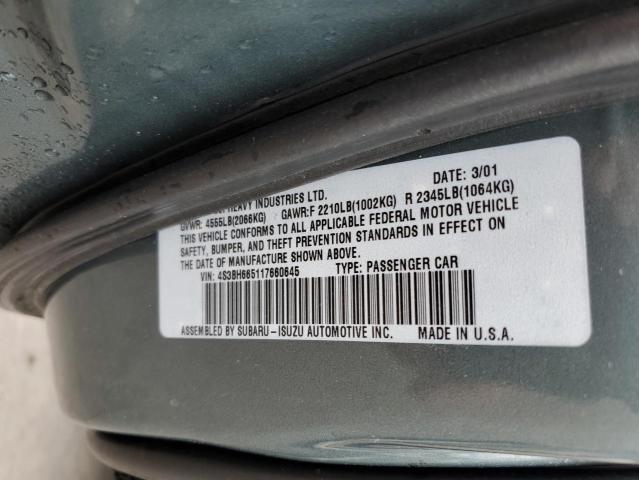 HEAVY INDUSTRIES LTD. DATE: 3/01
GVWR: 4555LB(2066KG) GAWR:F 2210LB(1002KG) R 2345LB(1064KG)
THIS VEHICLE CONFORMS TO ALL APPLICABLE FEDERAL MOTOR VEHICLE
SAFETY, BUMPER, AND THEFT PREVENTION STANDARDS IN EFFECT ON
THE DATE OF MANUFACTURE SHOWN ABOVE.
VIN: 4S3BH665117660645 TYPE: PASSENGER CAR
ASSEMBLED BY SUBARU-ISUZU AUTOMOTIVE INC. MADE IN U.S.A.